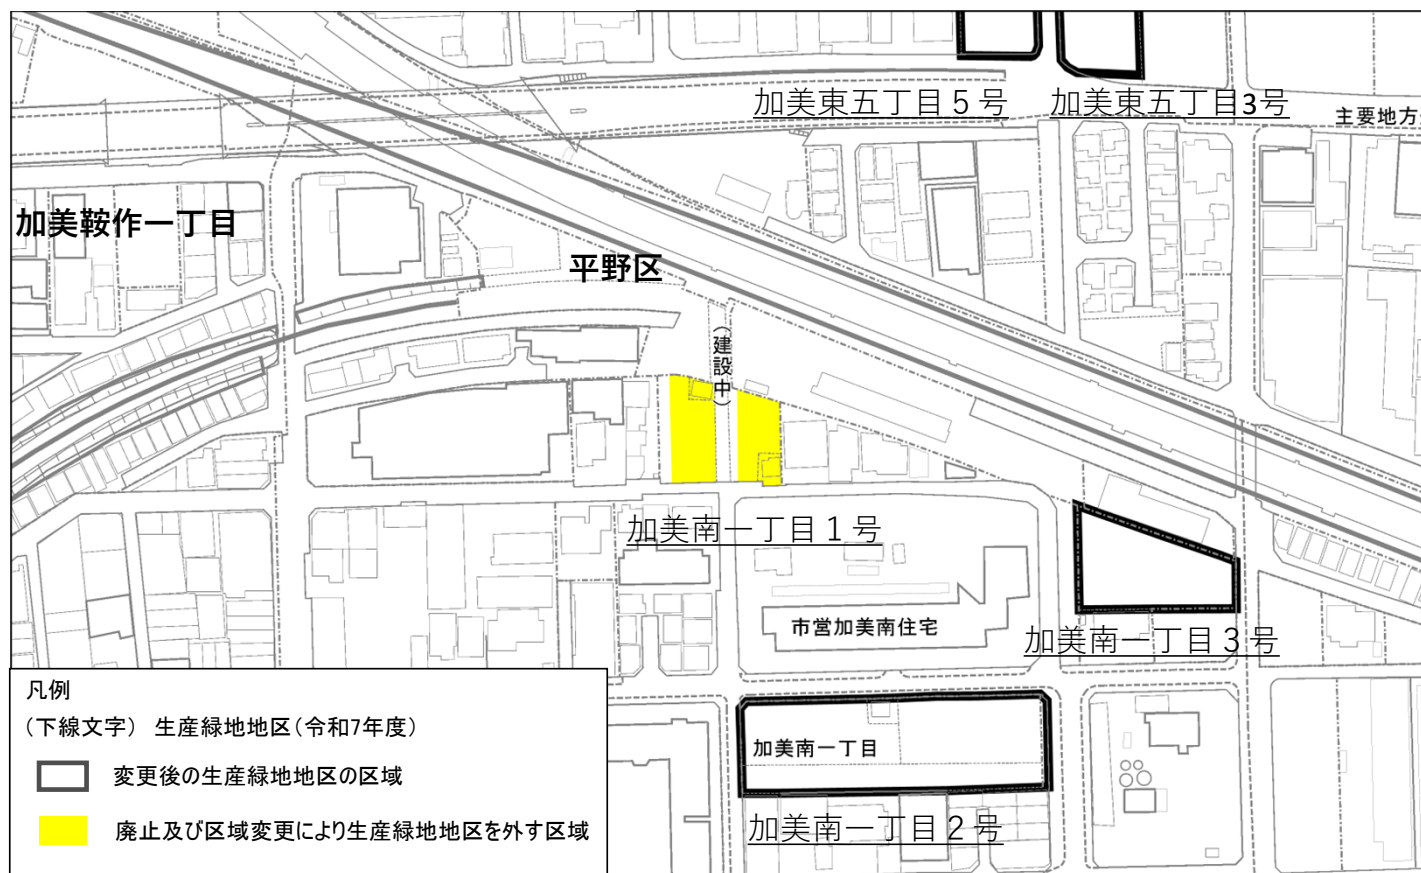 加美東五丁目５号
加美東五丁目3号
主要地方
加美鞍作一丁目
平野区
（建設中）
加美南一丁目１号
市営加美南住宅
加美南一丁目３号
加美南一丁目
加美南一丁目２号
凡例
（下線文字） 生産緑地地区（令和7年度）
変更後の生産緑地地区の区域
廃止及び区域変更により生産緑地地区を外す区域